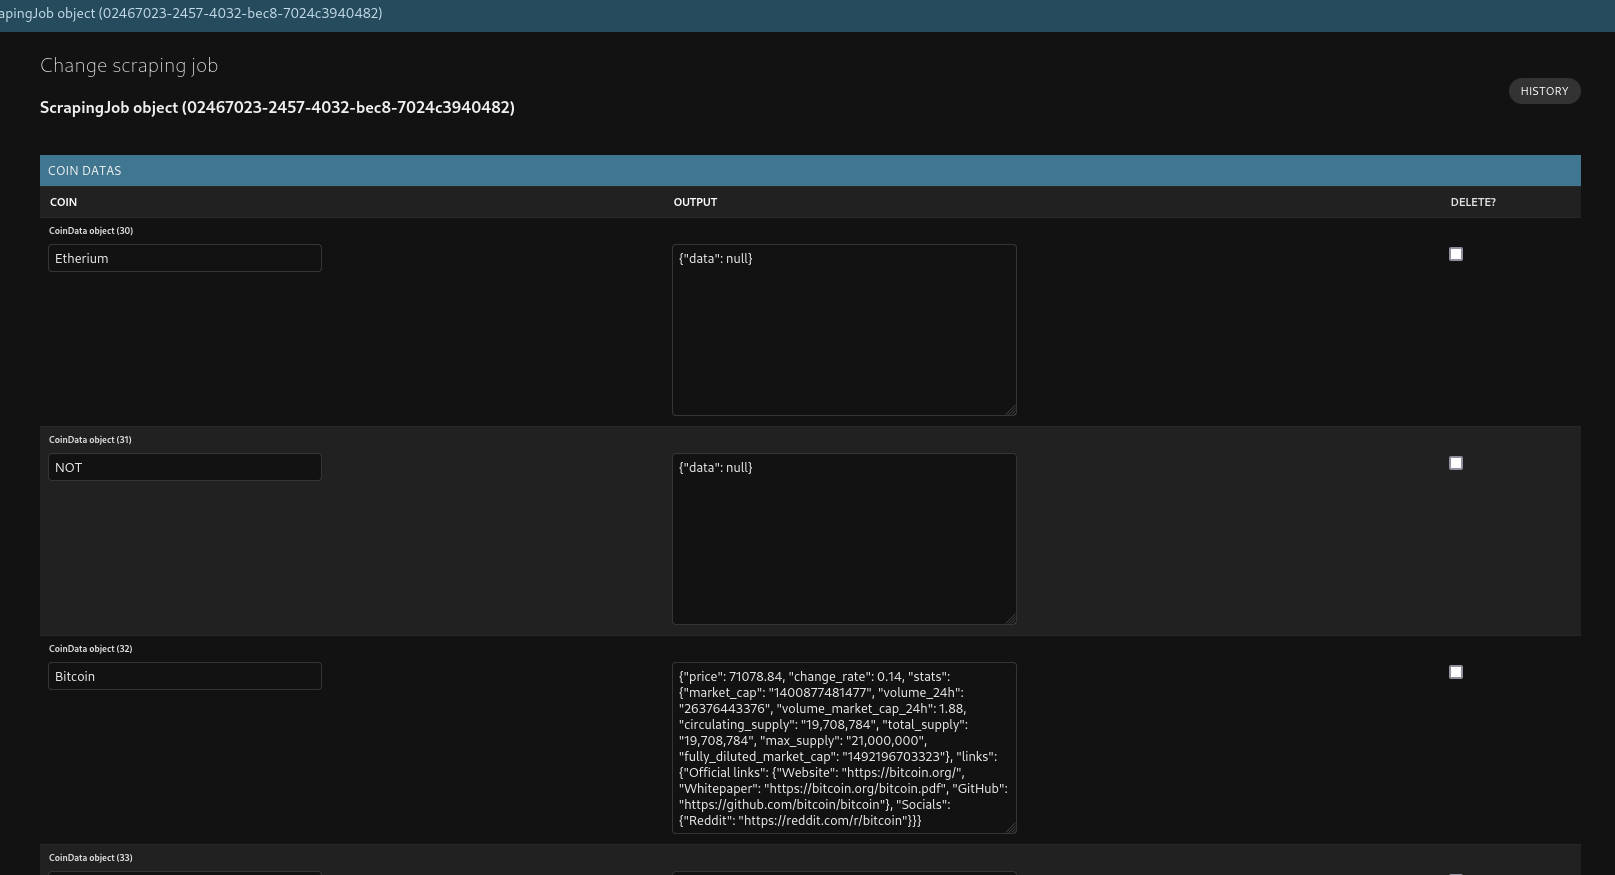 apingJob object (02467023-2457-4032-bec8-7024c3940482)
Change scraping job
HISTORY
ScrapingJob object (02467023-2457-4032-bec8-7024c3940482)
COIN DATAS
COIN OUTPUT DELETE?
CoinData object (30)
Etherium
{"data": null}
CoinData object (31)
NOT
{"data": null}
CoinData object (32)
Bitcoin
{"price": 71078.84, "change_rate": 0.14, "stats":
{"market_cap": "1400877481477", "volume_24h":
"26376443376", "volume_market_cap_24h": 1.88,
"circulating_supply": "19,708,784", "total_supply":
"19,708,784", "max_supply": "21,000,000",
"fully_diluted_market_cap": "1492196703323"}, "links":
{"Official links": {"Website": "https://bitcoin.org/",
"Whitepaper": "https://bitcoin.org/bitcoin.pdf", "GitHub":
"https://github.com/bitcoin/bitcoin"}, "Socials":
{"Reddit": "https://reddit.com/r/bitcoin"}}}
CoinData object (33)